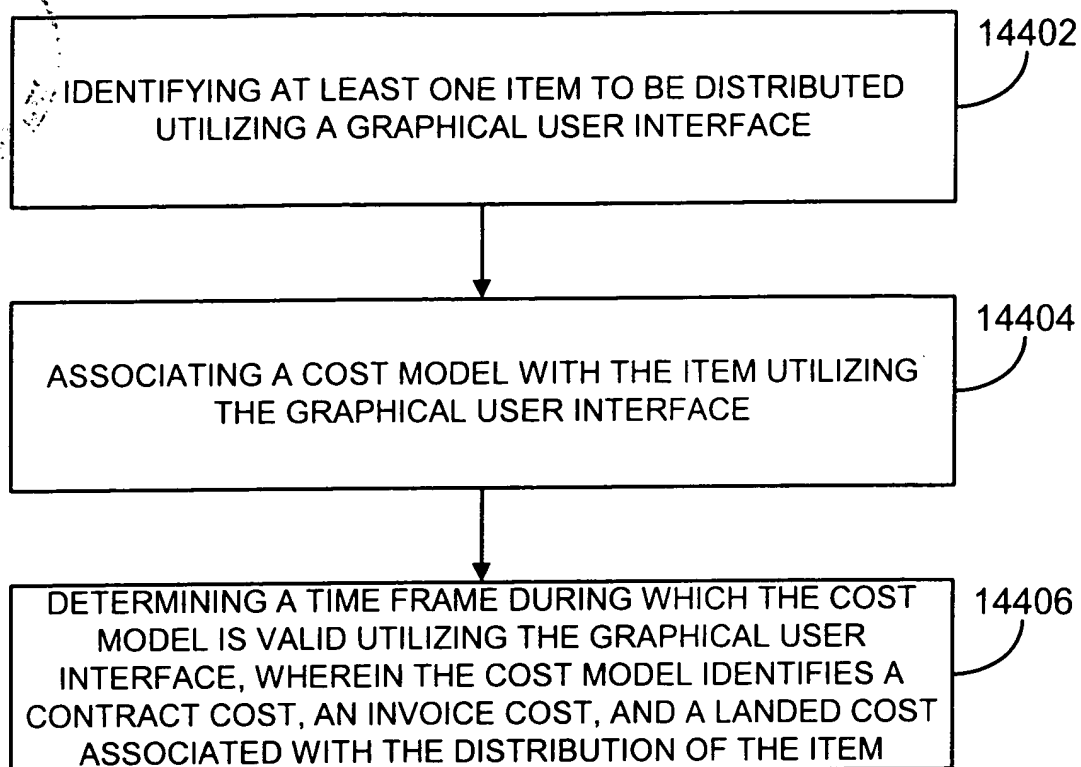 14402
IDENTIFYING AT LEAST ONE ITEM TO BE DISTRIBUTED
UTILIZING A GRAPHICAL USER INTERFACE
14404
ASSOCIATING A COST MODEL WITH THE ITEM UTILIZING
THE GRAPHICAL USER INTERFACE
14406
DETERMINING A TIME FRAME DURING WHICH THE COST
MODEL IS VALID UTILIZING THE GRAPHICAL USER
INTERFACE, WHEREIN THE COST MODEL IDENTIFIES A
CONTRACT COST, AN INVOICE COST, AND A LANDED COST
ASSOCIATED WITH THE DISTRIBUTION OF THE ITEM